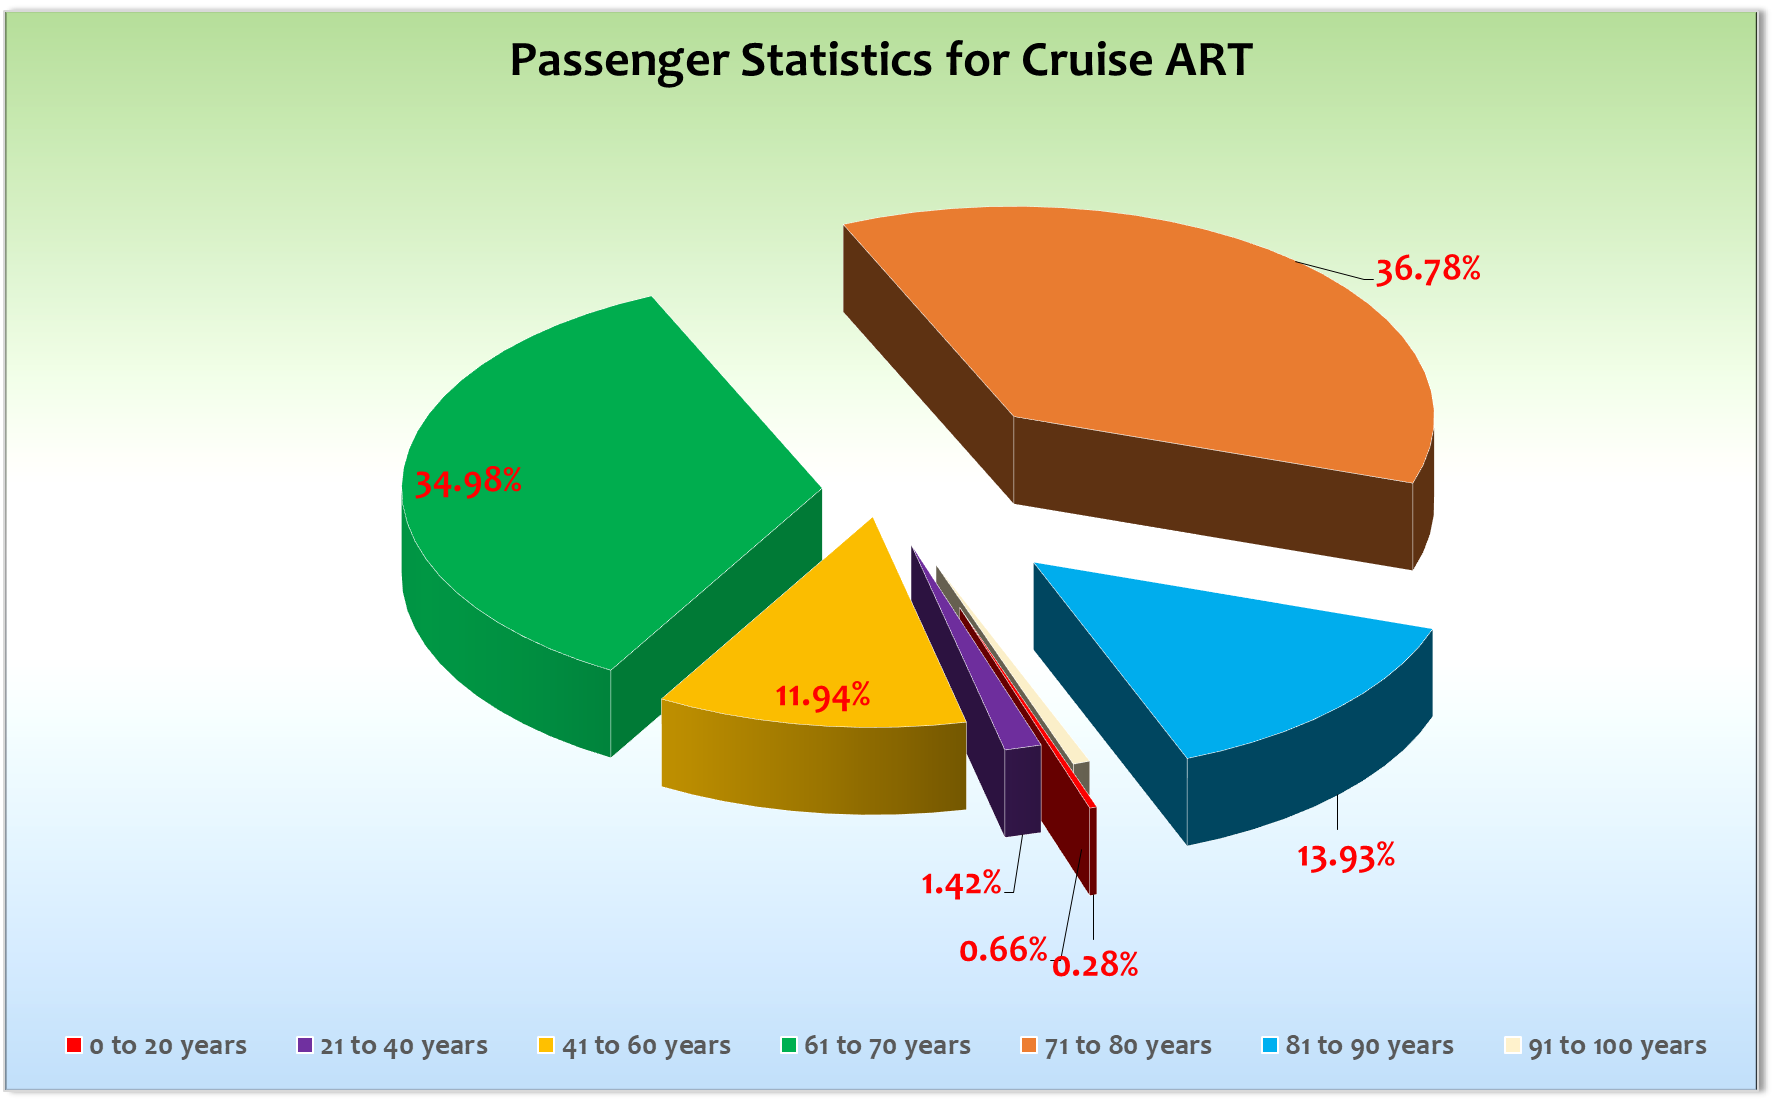 Passenger Statistics for Cruise ART
36.78%
34.98%
11.94%
13.93%
1.42%
0.66%
0.28%
0 to 20 years
21 to 40 years
41 to 60 years
61 to 70 years
71 to 80 years
81 to 90 years
91 to 100 years